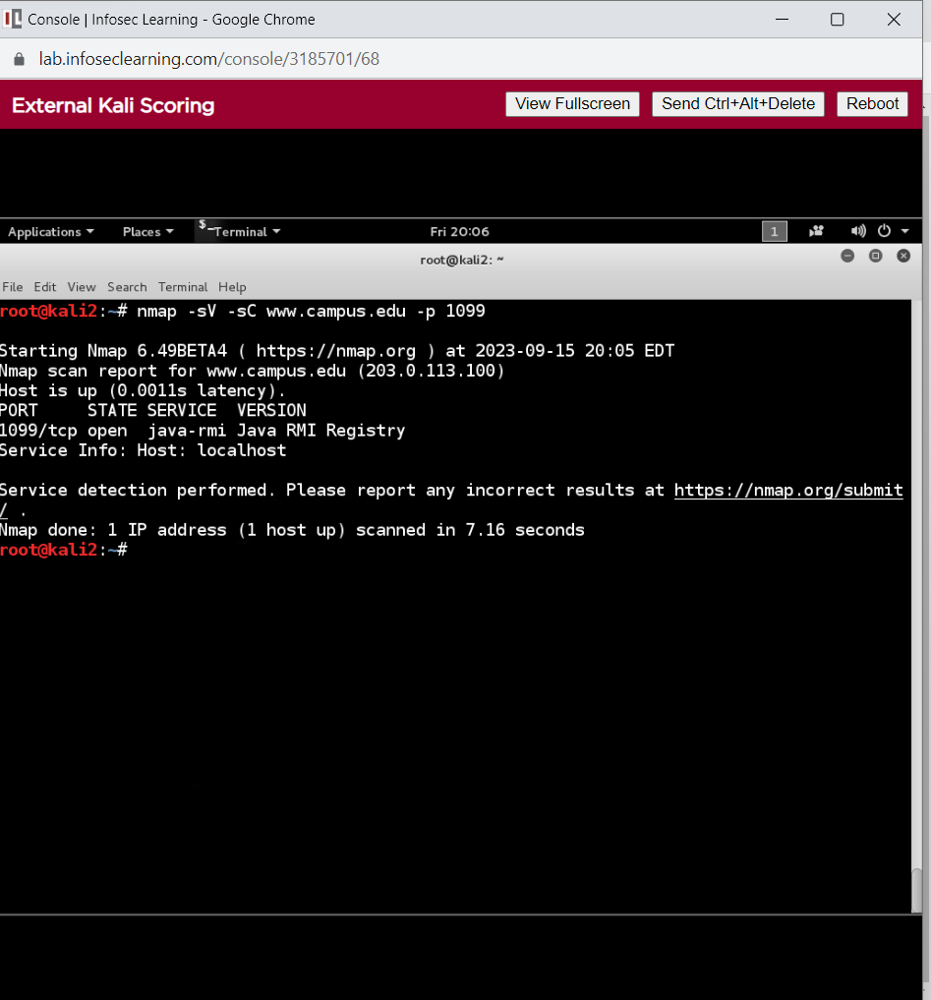 Console | Infosec Learning - Google Chrome
lab.infoseclearning.com/console/3185701/68
External Kali Scoring View Fullscreen Send Ctrl+Alt+Delete Reboot
Applications Places Terminal Fri 20:06 1
root@kali2: ~
File Edit View Search Terminal Help
root@kali2:~# nmap -sV -sC www.campus.edu -p 1099
Starting Nmap 6.49BETA4 ( https://nmap.org ) at 2023-09-15 20:05 EDT
Nmap scan report for www.campus.edu (203.0.113.100)
Host is up (0.0011s latency).
PORT     STATE SERVICE  VERSION
1099/tcp open  java-rmi Java RMI Registry
Service Info: Host: localhost
Service detection performed. Please report any incorrect results at https://nmap.org/submit
/ .
Nmap done: 1 IP address (1 host up) scanned in 7.16 seconds
root@kali2:~#